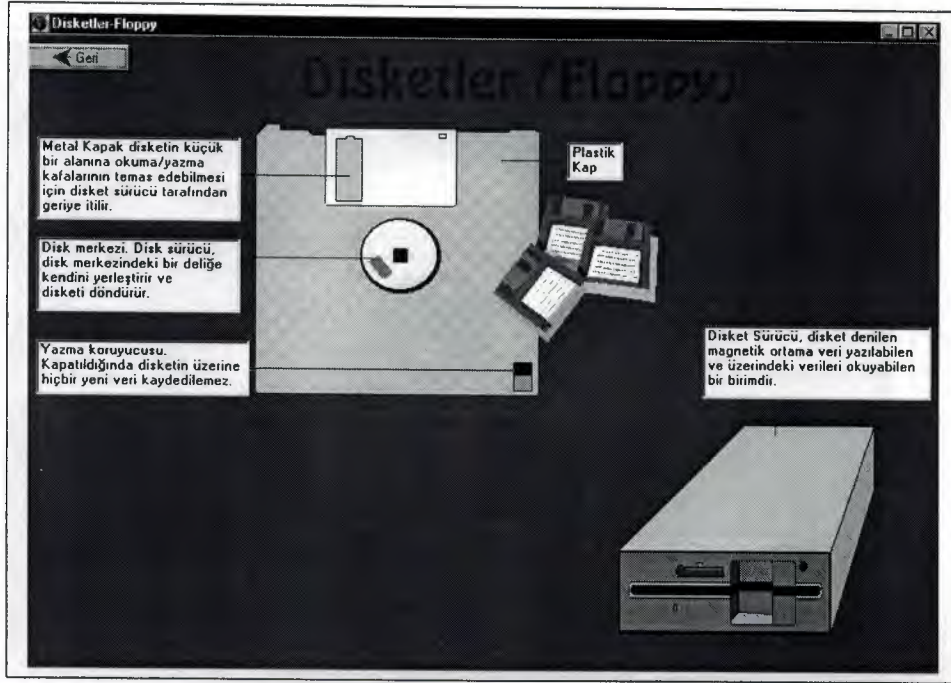 Disketler-Floppy
Geri
Disketler (Floppy)
Metal Kapak disketin küçük
bir alanına okuma/yazma
kafalarının temas edebilmesi
için disket sürücü tarafından
geriye itilir.
Plastik
Kap
Disk merkezi. Disk sürücü,
disk merkezindeki bir deliğe
kendini yerleştirir ve
disketi döndürür.
Yazma koruyucusu.
Kapatıldığında disketin üzerine
hiçbir yeni veri kaydedilemez.
Disket Sürücü, disket denilen
magnetik ortama veri yazılabilen
ve üzerindeki verileri okuyabilen
bir birimdir.